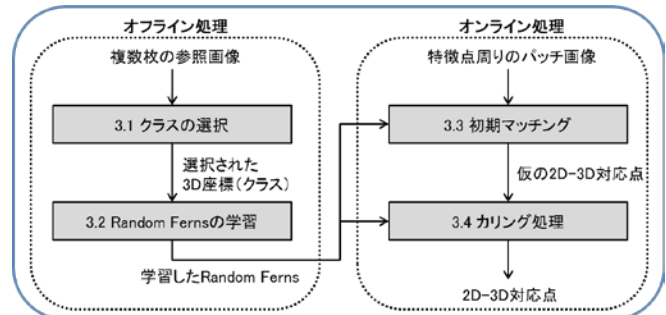 オフライン処理
複数枚の参照画像
3.1 クラスの選択
選択された
3D座標(クラス)
3.2 Random Fernsの学習
学習したRandom Ferns
オンライン処理
特徴点周りのパッチ画像
3.3 初期マッチング
仮の2D-3D対応点
3.4 カリング処理
2D-3D対応点